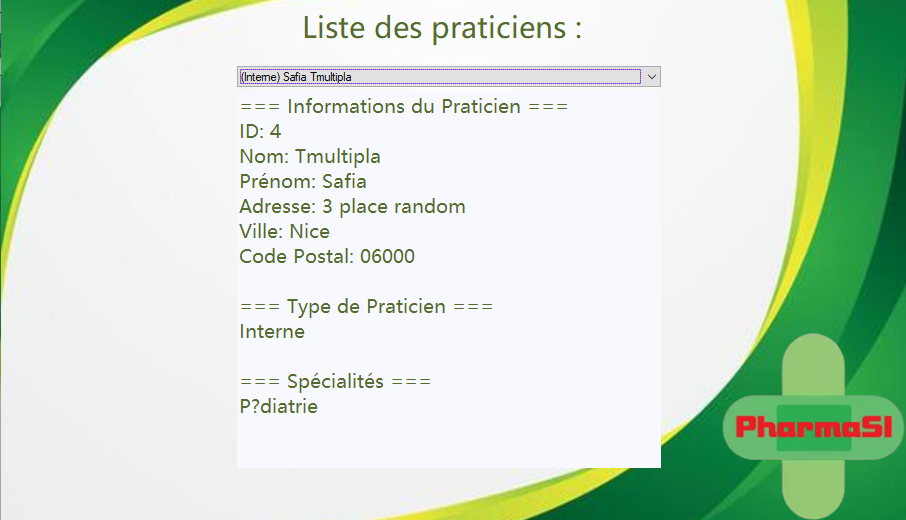 Liste des praticiens :
(Interne) Safia Tmultipla
=== Informations du Praticien ===
ID: 4
Nom: Tmultipla
Prénom: Safia
Adresse: 3 place random
Ville: Nice
Code Postal: 06000
=== Type de Praticien ===
Interne
=== Spécialités ===
P?diatrie
PharmaSI